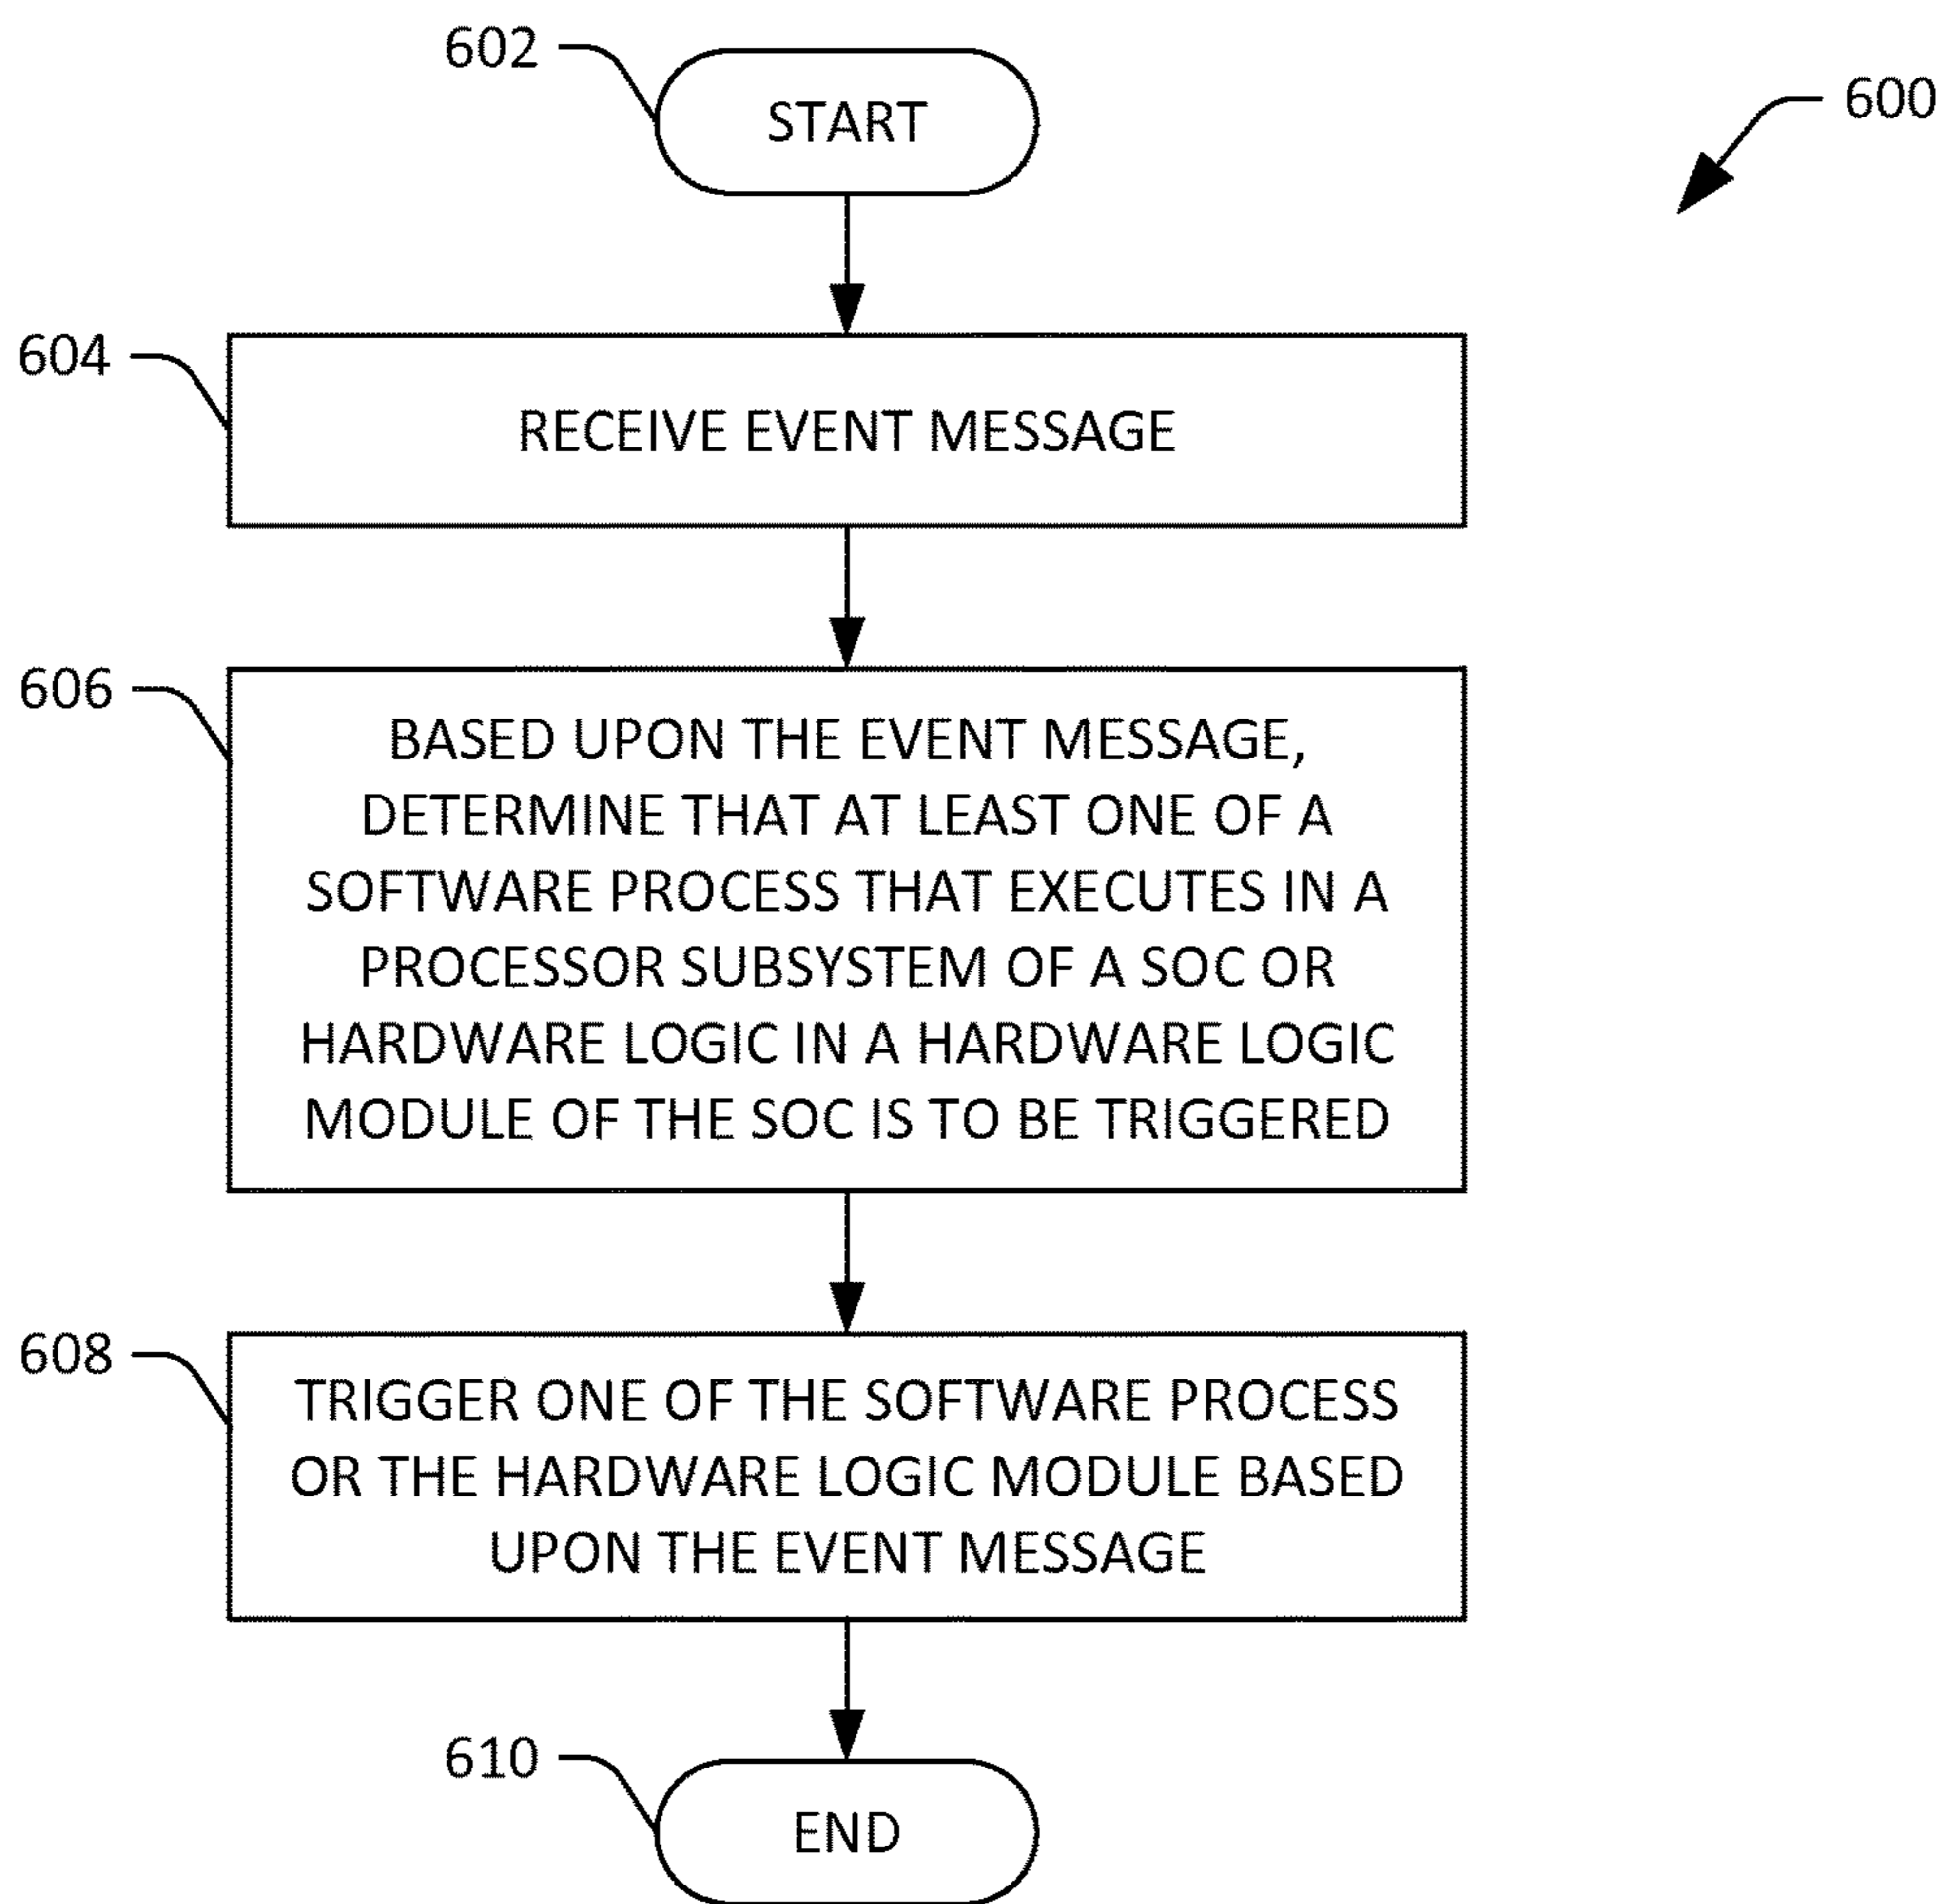 602
START
600
604
RECEIVE EVENT MESSAGE
606
BASED UPON THE EVENT MESSAGE,
DETERMINE THAT AT LEAST ONE OF A
SOFTWARE PROCESS THAT EXECUTES IN A
PROCESSOR SUBSYSTEM OF A SOC OR
HARDWARE LOGIC IN A HARDWARE LOGIC
MODULE OF THE SOC IS TO BE TRIGGERED
608
TRIGGER ONE OF THE SOFTWARE PROCESS
OR THE HARDWARE LOGIC MODULE BASED
UPON THE EVENT MESSAGE
610
END